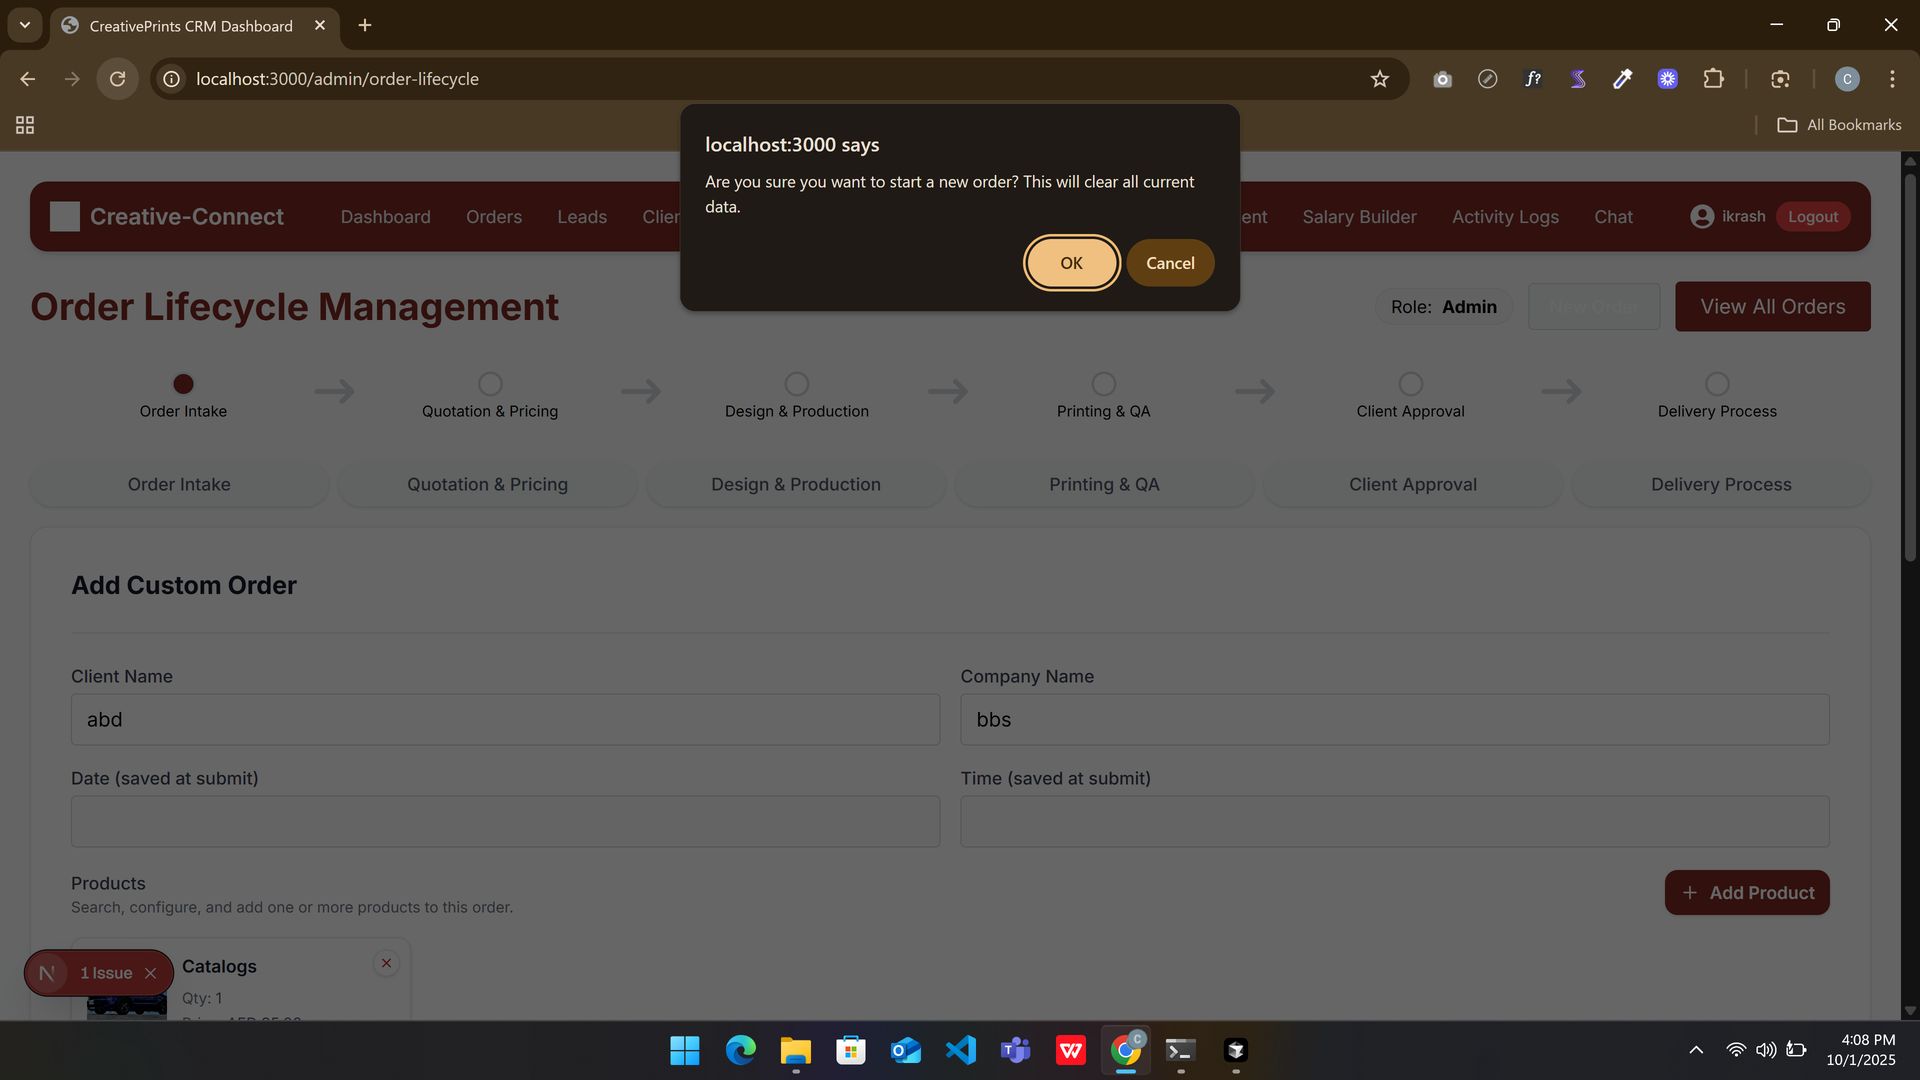 CreativePrints CRM Dashboard
localhost:3000/admin/order-lifecycle
f?
C
All Bookmarks
localhost:3000 says
Are you sure you want to start a new order? This will clear all current
data.
OK
Cancel
Creative-Connect
Dashboard
Orders
Leads
Clien
ent
Salary Builder
Activity Logs
Chat
ikrash
Logout
Order Lifecycle Management
Role: Admin
New Order
View All Orders
Order Intake
Quotation & Pricing
Design & Production
Printing & QA
Client Approval
Delivery Process
Order Intake
Quotation & Pricing
Design & Production
Printing & QA
Client Approval
Delivery Process
Add Custom Order
Client Name
Company Name
abd
bbs
Date (saved at submit)
Time (saved at submit)
Products
Search, configure, and add one or more products to this order.
+ Add Product
N 1 Issue
Catalogs
Qty: 1
4:08 PM
10/1/2025